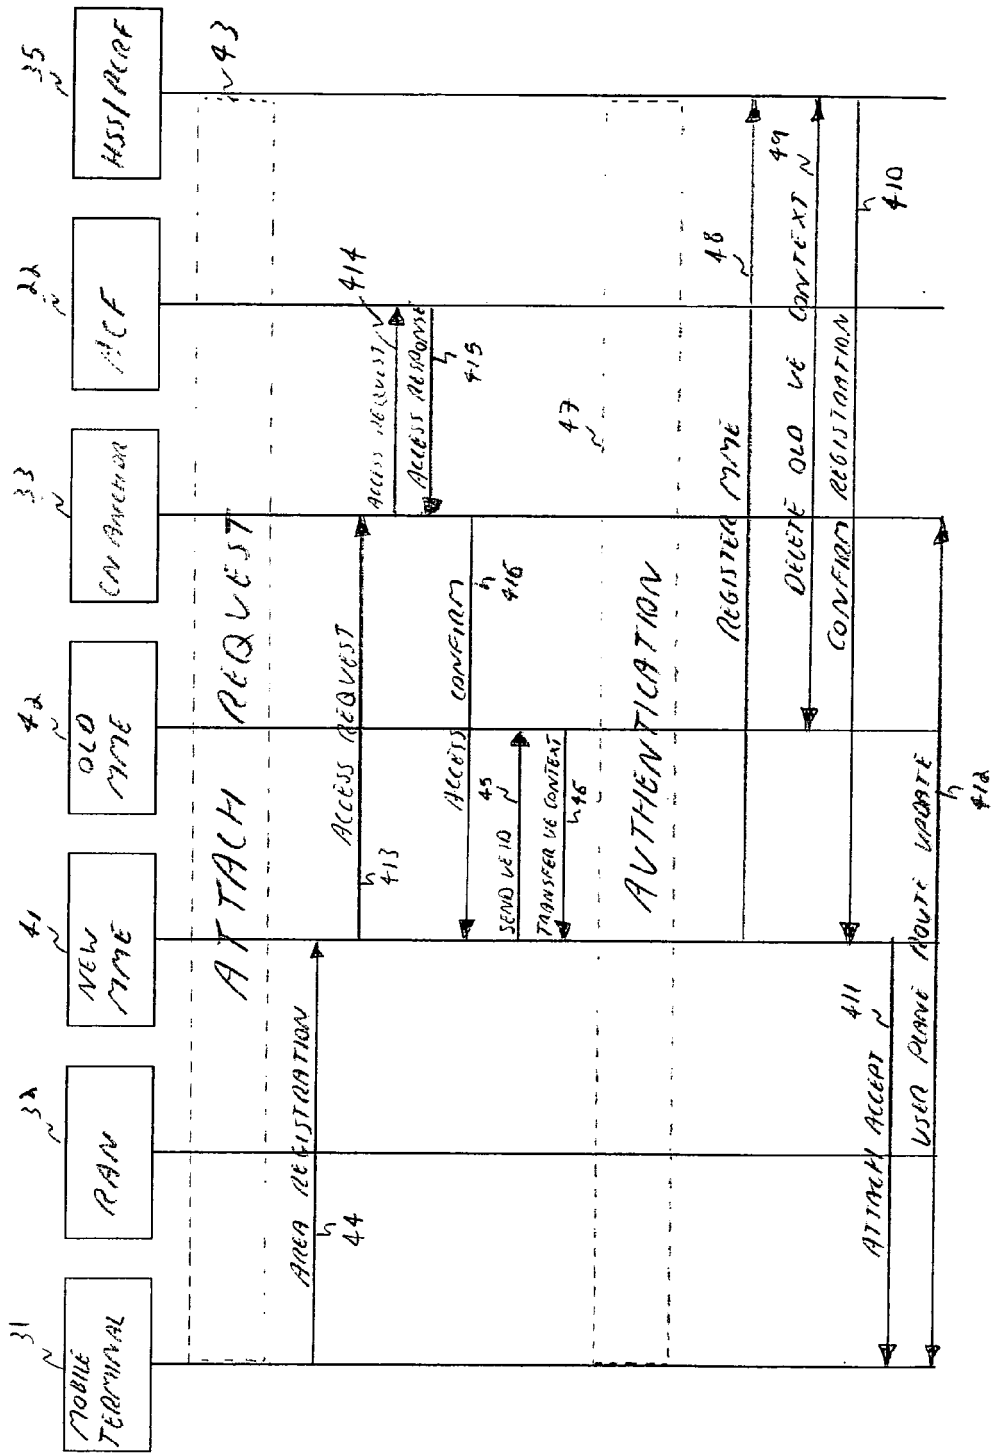 31
MOBILE
TERMINAL
32
RAN
41
NEW
MME
42
OLD
MME
33
CN ANCHOR
22
ACF
35
HSS/PCRF
43
ATTACH REQUEST
AREA REGISTRATION
44
ACCESS REQUEST
413
ACCESS REQUEST
414
ACCESS RESPONSE
415
ACCESS CONFIRM
416
SEND UE ID
45
TRANSFER UE CONTEXT
46
47
AUTHENTICATION
REGISTER MME
48
DELETE OLD UE CONTEXT
49
CONFIRM REGISTRATION
410
ATTACH ACCEPT
411
USER PLANE ROUTE UPDATE
412